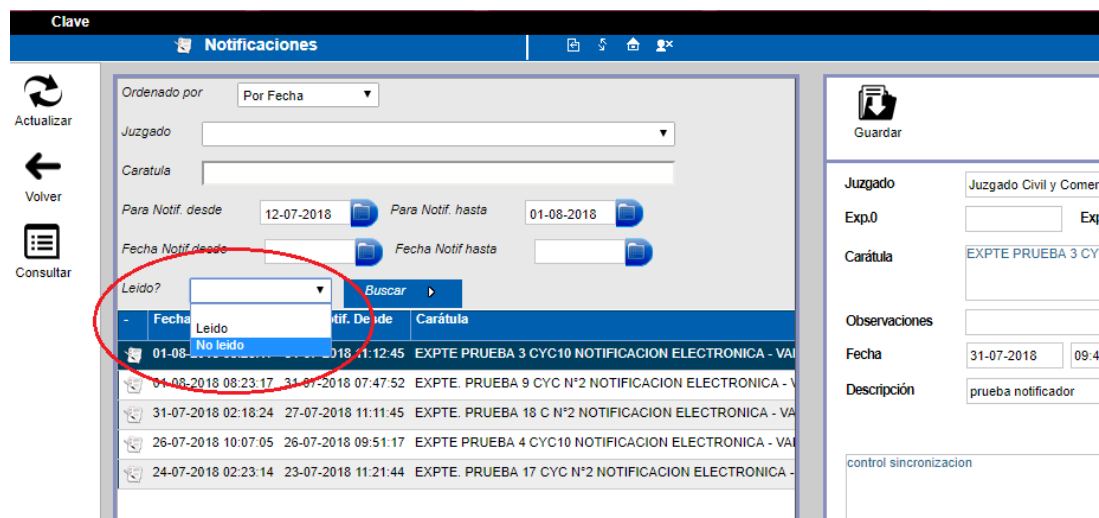 Clave
Notificaciones
Actualizar
Volver
Consultar
Ordenado por Por Fecha
Juzgado
Caratula
Para Notif. desde 12-07-2018 Para Notif. hasta 01-08-2018
Fecha Notif.desde Fecha Notif hasta
Leido? Buscar
Leido
No leido
- Fecha Notif. Desde Carátula
01-08- 11:12:45 EXPTE PRUEBA 3 CYC10 NOTIFICACION ELECTRONICA - VAI
01-08-2018 08:23:17 31-07-2018 07:47:52 EXPTE. PRUEBA 9 CYC N°2 NOTIFICACION ELECTRONICA - V
31-07-2018 02:18:24 27-07-2018 11:11:45 EXPTE. PRUEBA 18 C N°2 NOTIFICACION ELECTRONICA - VA
26-07-2018 10:07:05 26-07-2018 09:51:17 EXPTE PRUEBA 4 CYC10 NOTIFICACION ELECTRONICA - VAI
24-07-2018 02:23:14 23-07-2018 11:21:44 EXPTE. PRUEBA 17 CYC N°2 NOTIFICACION ELECTRONICA -
Guardar
Juzgado Juzgado Civil y Comer
Exp.0 Exp
Carátula EXPTE PRUEBA 3 CY
Observaciones
Fecha 31-07-2018 09:4
Descripción prueba notificador
control sincronizacion